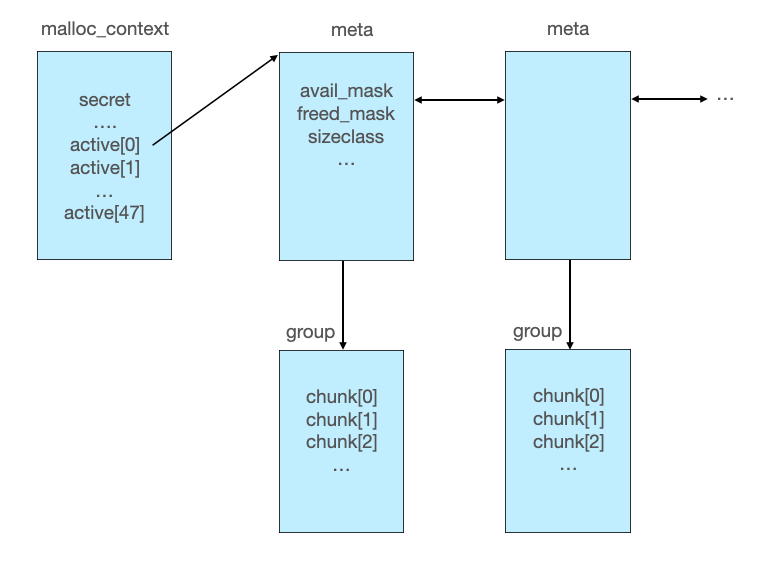 malloc_context
secret
....
active[0]
active[1]
...
active[47]
meta
avail_mask
freed_mask
sizeclass
...
meta
...
group
chunk[0]
chunk[1]
chunk[2]
...
group
chunk[0]
chunk[1]
chunk[2]
...